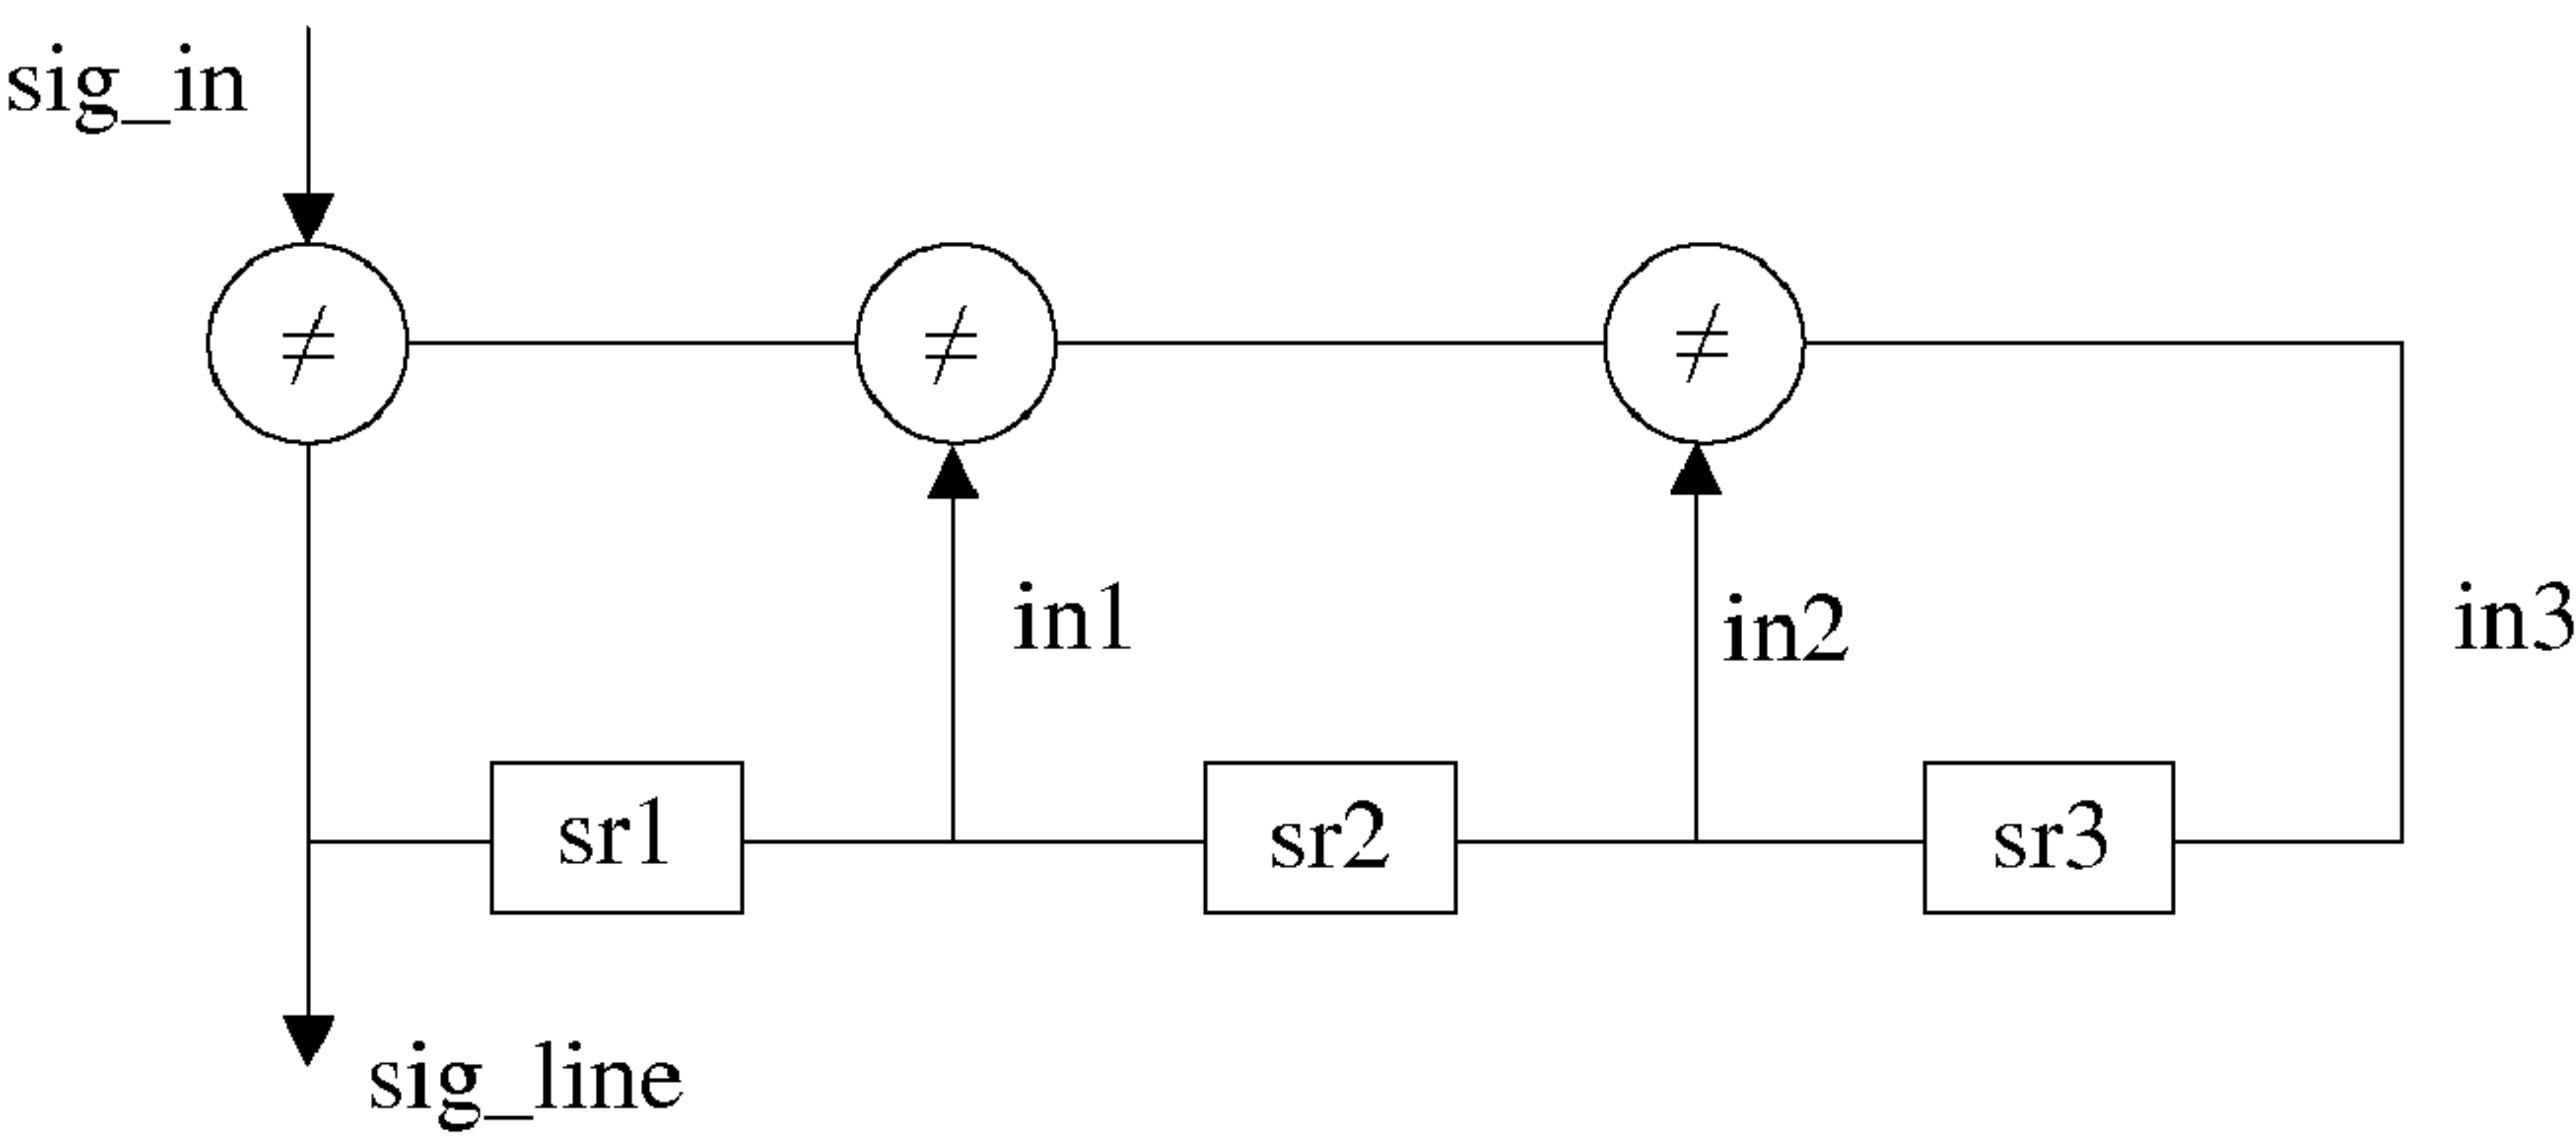 sig_in
≠
≠
≠
in1
in2
in3
sr1
sr2
sr3
sig_line